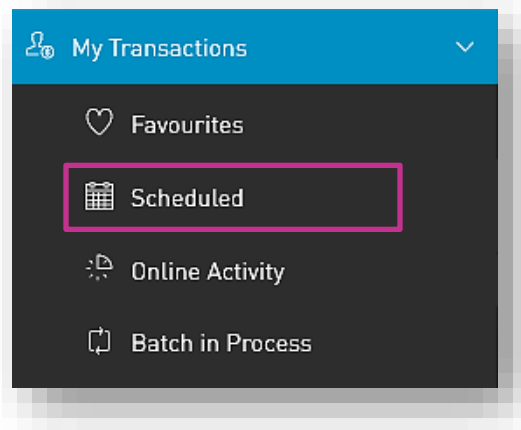 My Transactions
Favourites
Scheduled
Online Activity
Batch in Process